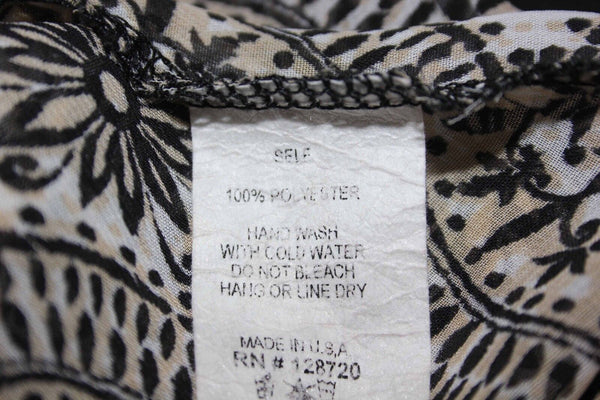 SELF
100% POLYESTER
HAND WASH
WITH COLD WATER
DO NOT BLEACH
HANG OR LINE DRY
MADE IN U.S.A
RN # 128720